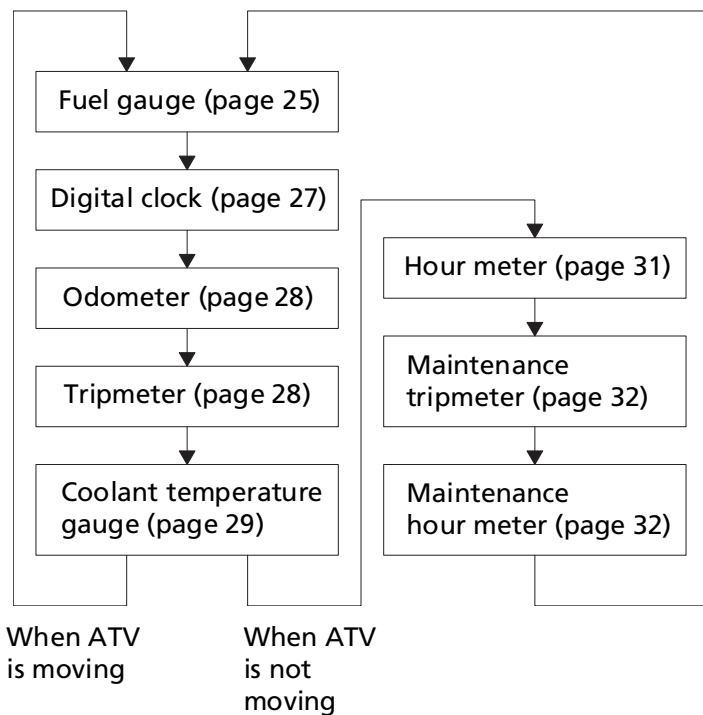 Fuel gauge (page 25)
Digital clock (page 27)
Odometer (page 28)
Tripmeter (page 28)
Coolant temperature
gauge (page 29)
When ATV
is moving
When ATV
is not
moving
Hour meter (page 31)
Maintenance
tripmeter (page 32)
Maintenance
hour meter (page 32)